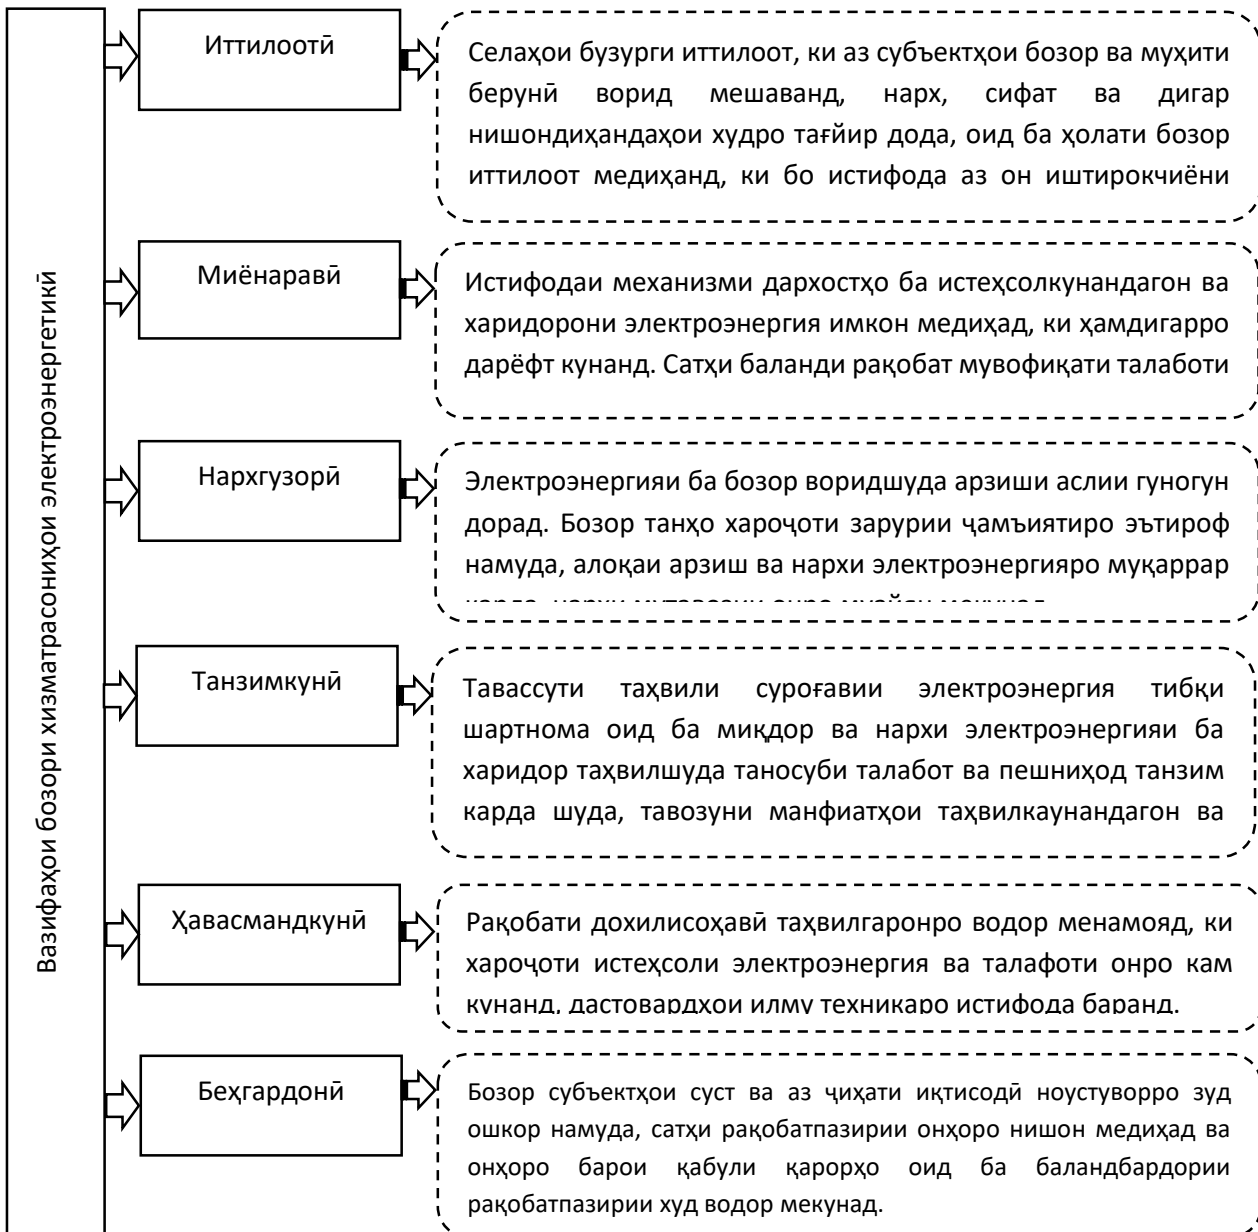 Вазифаҳои бозори хизматрасониҳои электроэнергетикӣ
Иттилоотӣ
Селаҳои бузурги иттилоот, ки аз субъектҳои бозор ва муҳити
берунӣ ворид мешаванд, нарх, сифат ва дигар
нишондиҳандаҳои худро тағйир дода, оид ба ҳолати бозор
иттилоот медиҳанд, ки бо истифода аз он иштирокчиёни
Миёнаравӣ
Истифодаи механизми дархостҳо ба истеҳсолкунандагон ва
харидорони электроэнергия имкон медиҳад, ки ҳамдигарро
дарёфт кунанд. Сатҳи баланди рақобат мувофиқати талаботи
Нархгузорӣ
Электроэнергияи ба бозор воридшуда арзиши аслии гуногун
дорад. Бозор танҳо хароҷоти зарурии ҷамъиятиро эътироф
намуда, алоқаи арзиш ва нархи электроэнергияро муқаррар
Танзимкунӣ
Тавассути таҳвили суроғавии электроэнергия тибқи
шартнома оид ба миқдор ва нархи электроэнергияи ба
харидор таҳвилшуда таносуби талабот ва пешниҳод танзим
карда шуда, тавозуни манфиатҳои таҳвилкаунандагон ва
Ҳавасмандкунӣ
Рақобати дохилисоҳавӣ таҳвилгаронро водор менамояд, ки
хароҷоти истеҳсоли электроэнергия ва талафоти онро кам
кунанд, дастовардҳои илму техникаро истифода баранд.
Беҳгардонӣ
Бозор субъектҳои суст ва аз ҷиҳати иқтисодӣ ноустуворро зуд
ошкор намуда, сатҳи рақобатпазирии онҳоро нишон медиҳад ва
онҳоро барои қабули қарорҳо оид ба баландбардории
рақобатпазирии худ водор мекунад.